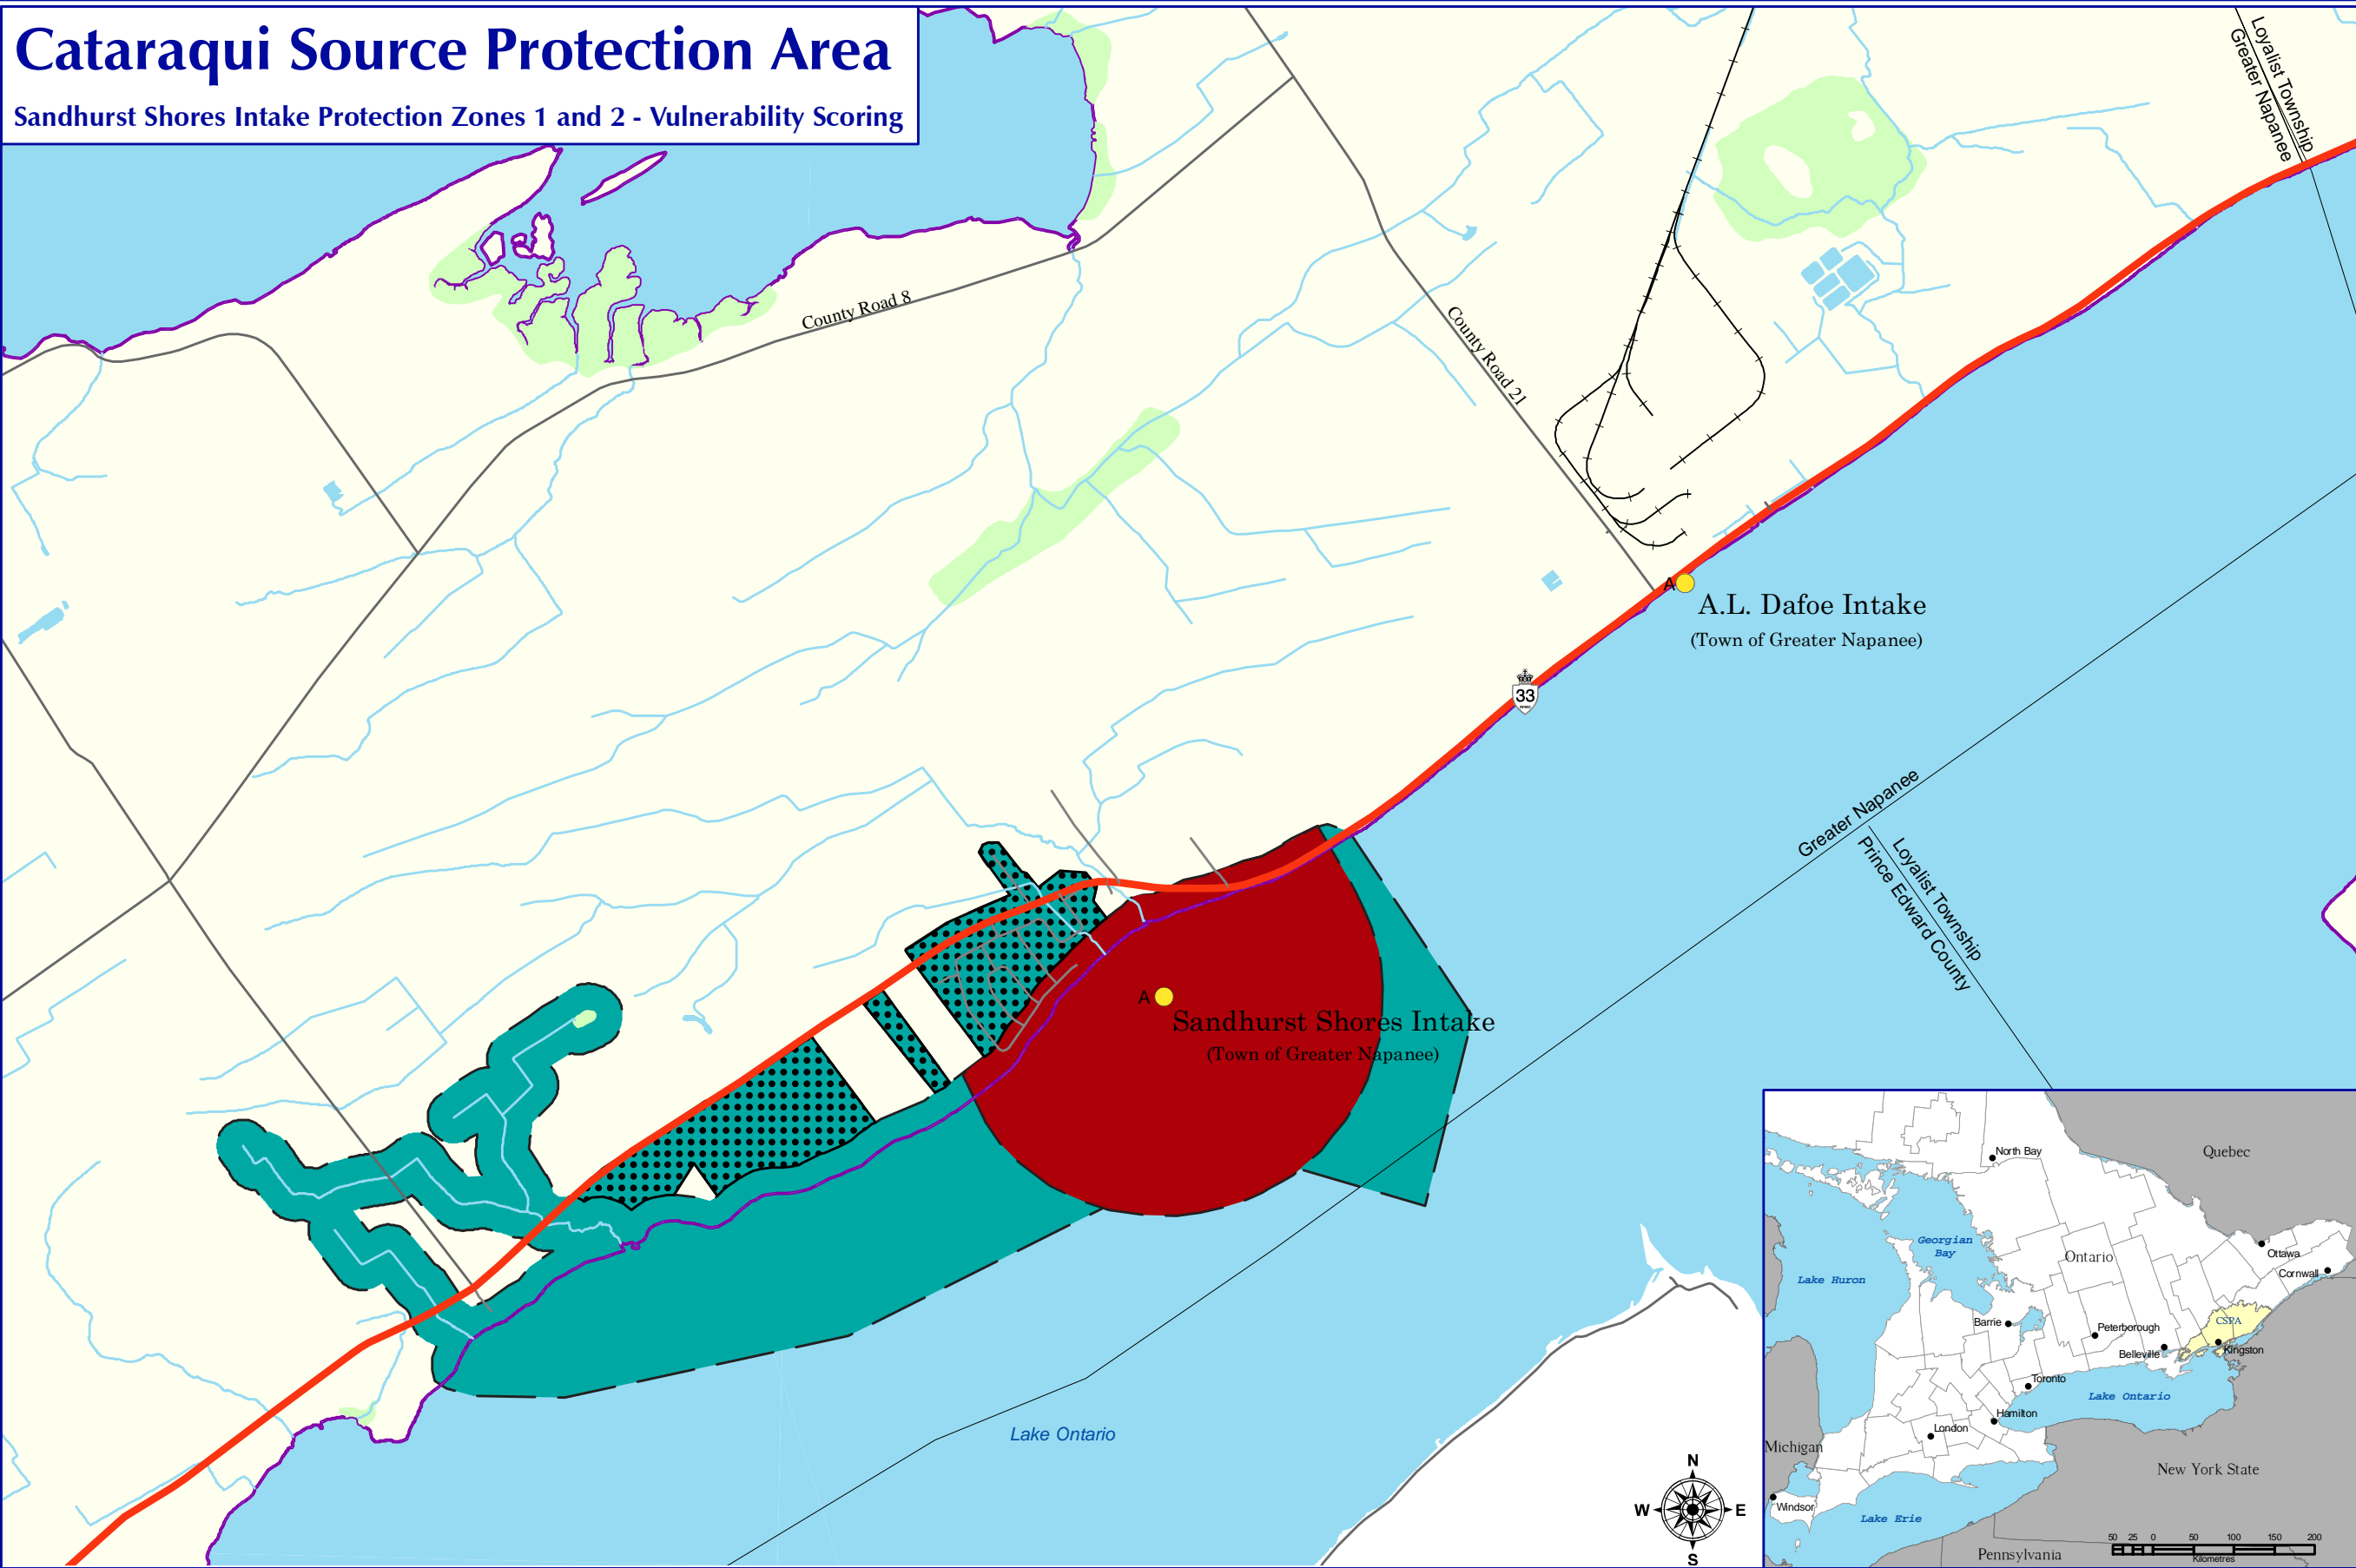 Cataraqui Source Protection Area
Sandhurst Shores Intake Protection Zones 1 and 2 - Vulnerability Scoring
Loyalist Township
Greater Napanee
County Road 8
County Road 21
A
A.L. Dafoe Intake
(Town of Greater Napanee)
33
Greater Napanee
Loyalist Township
Prince Edward County
A
Sandhurst Shores Intake
(Town of Greater Napanee)
Lake Ontario
N
W
E
S
North Bay
Quebec
Georgian
Bay
Lake Huron
Ontario
Ottawa
Cornwall
Barrie
Peterborough
CSPA
Belleville
Kingston
Toronto
Lake Ontario
Hamilton
London
Michigan
New York State
Windsor
Lake Erie
Pennsylvania
50 25 0 50 100 150 200
Kilometres